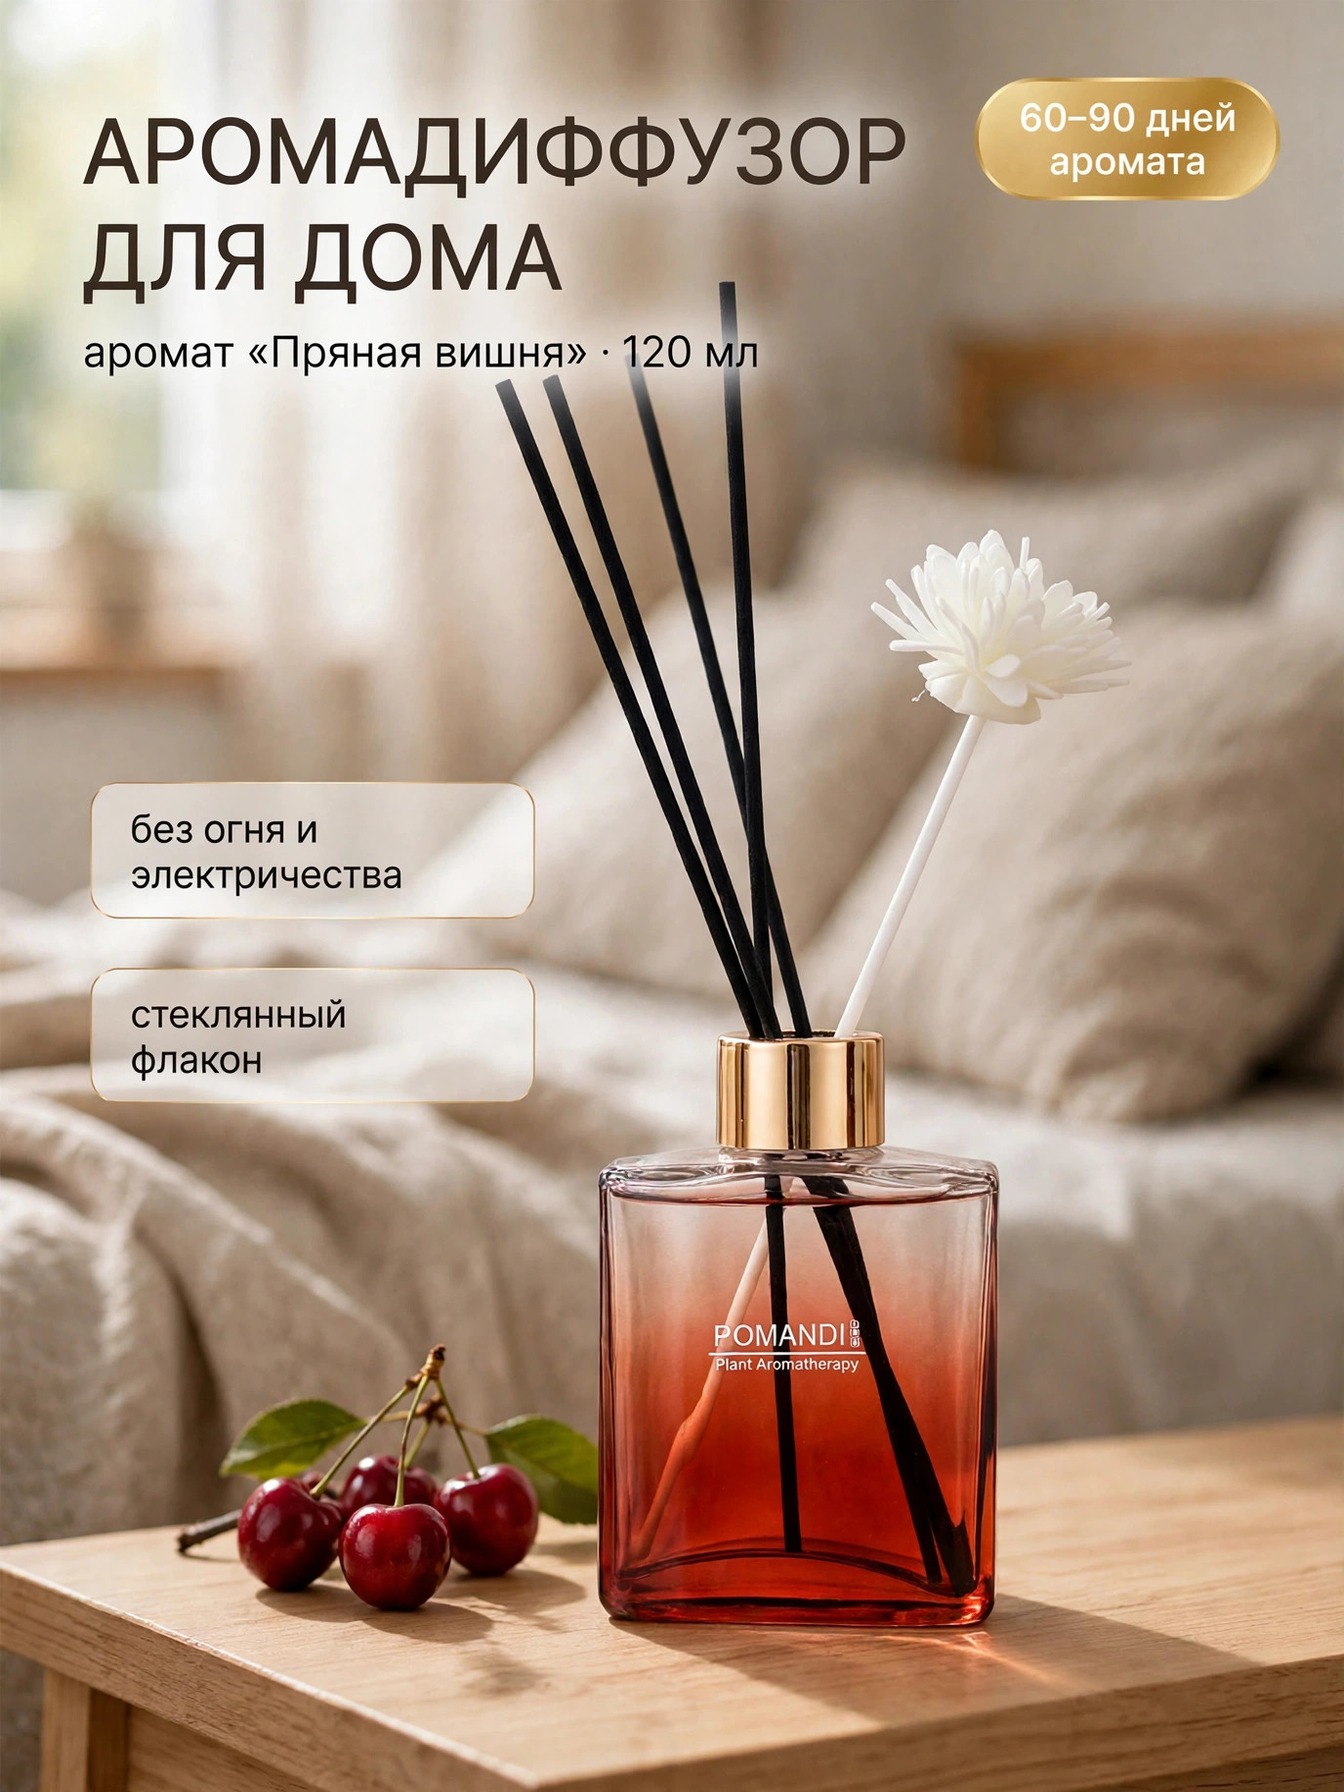 АРОМАДИФФУЗОР
ДЛЯ ДОМА
аромат «Пряная вишня» · 120 мл
60–90 дней
аромата
без огня и
электричества
стеклянный
флакон
POMANDI
Plant Aromatherapy